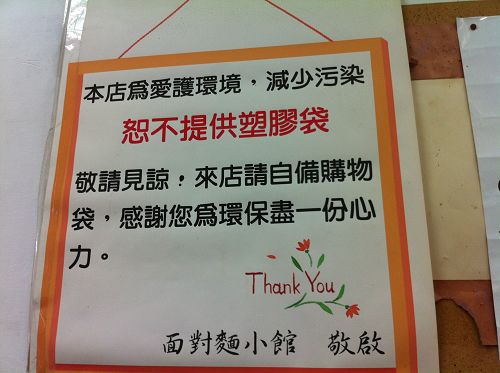 本店為愛護環境，減少污染
恕不提供塑膠袋
敬請見諒，來店請自備購物
袋，感謝您為環保盡一份心
力。
Thank You
面對麵小館 敬啟